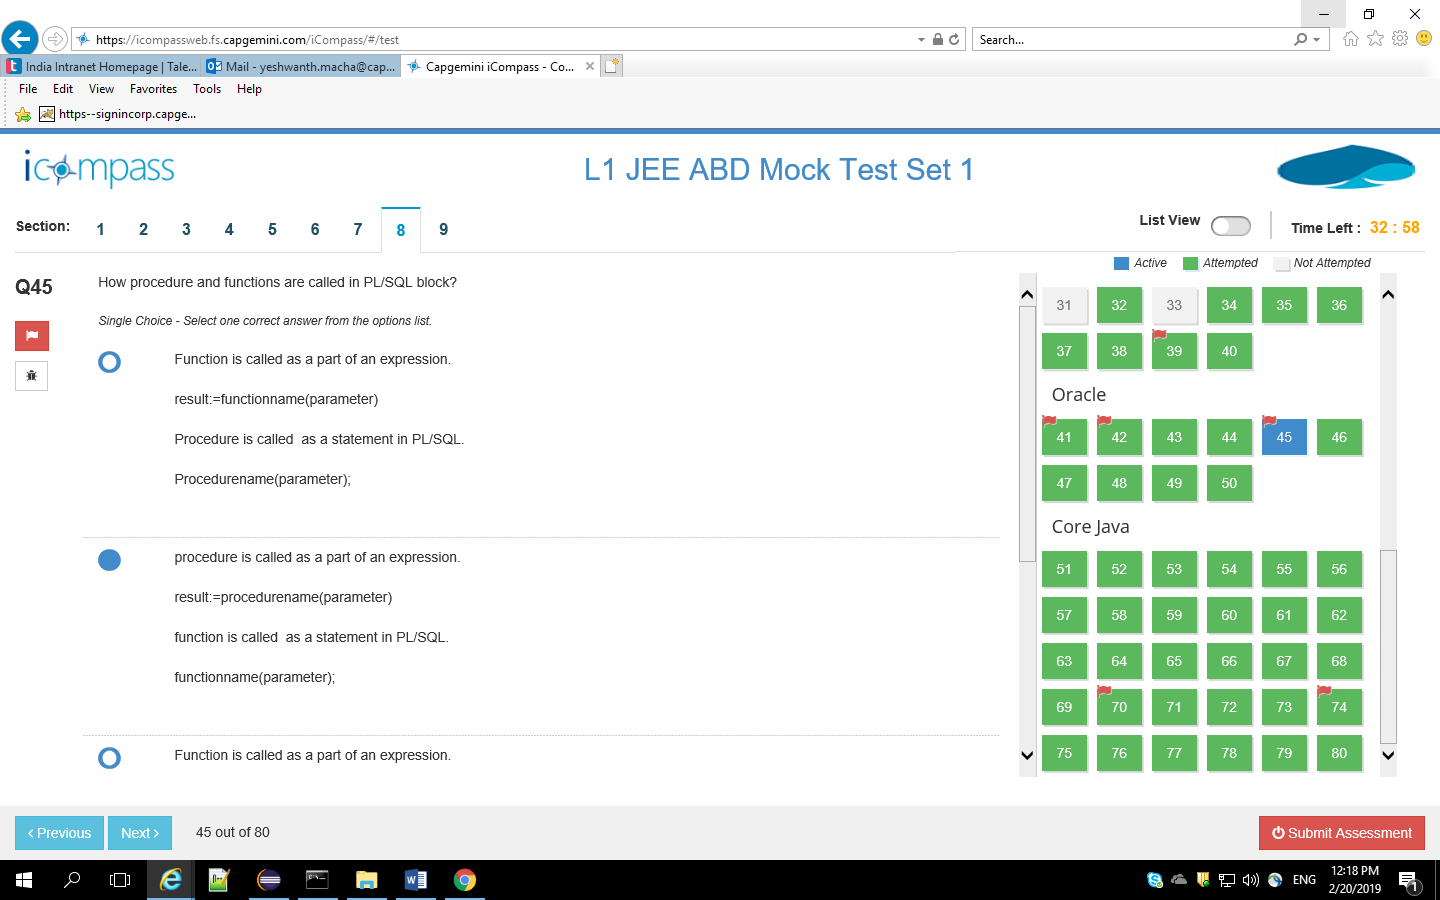 https://icompassweb.fs.capgemini.com/iCompass/#/test
Search...
India Intranet Homepage | Tale...
Mail - yeshwanth.macha@cap...
Capgemini iCompass - Co...
File Edit View Favorites Tools Help
https--signincorp.capge...
icompass
L1 JEE ABD Mock Test Set 1
Section: 1 2 3 4 5 6 7 8 9
List View
Time Left : 32 : 58
Active Attempted Not Attempted
Q45
How procedure and functions are called in PL/SQL block?
Single Choice - Select one correct answer from the options list.
Function is called as a part of an expression.
result:=functionname(parameter)
Procedure is called as a statement in PL/SQL.
Procedurename(parameter);
procedure is called as a part of an expression.
result:=procedurename(parameter)
function is called as a statement in PL/SQL.
functionname(parameter);
Function is called as a part of an expression.
31 32 33 34 35 36
37 38 39 40
Oracle
41 42 43 44 45 46
47 48 49 50
Core Java
51 52 53 54 55 56
57 58 59 60 61 62
63 64 65 66 67 68
69 70 71 72 73 74
75 76 77 78 79 80
Previous
Next
45 out of 80
Submit Assessment
ENG
12:18 PM
2/20/2019
1